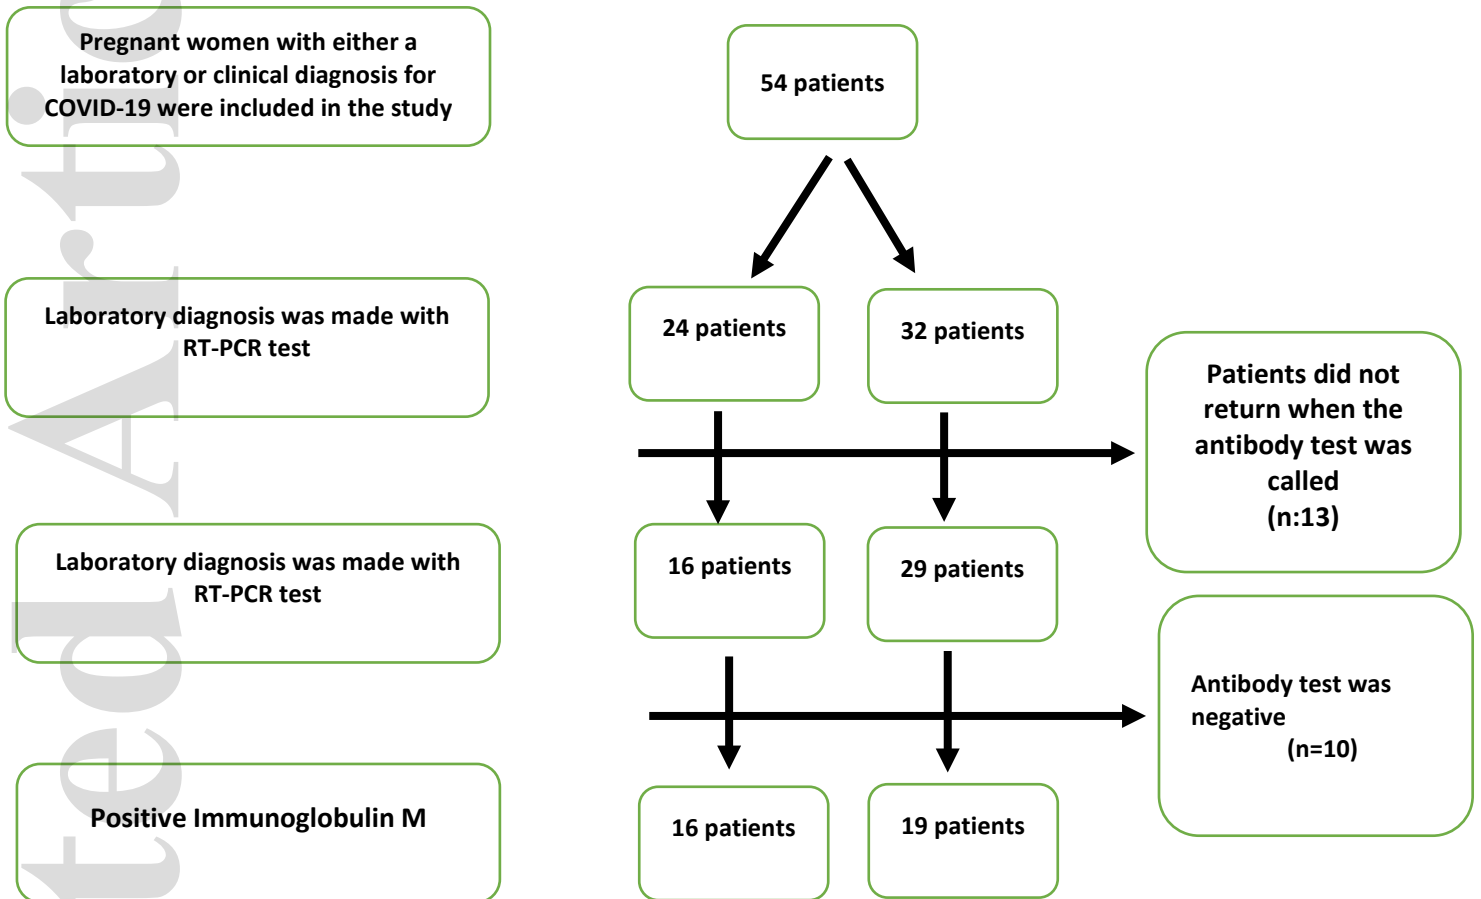 Pregnant women with either a
laboratory or clinical diagnosis for
COVID-19 were included in the study
54 patients
Laboratory diagnosis was made with
RT-PCR test
24 patients
32 patients
Patients did not
return when the
antibody test was
called
(n:13)
Laboratory diagnosis was made with
RT-PCR test
16 patients
29 patients
Antibody test was
negative
(n=10)
Positive Immunoglobulin M
16 patients
19 patients
ted Artic